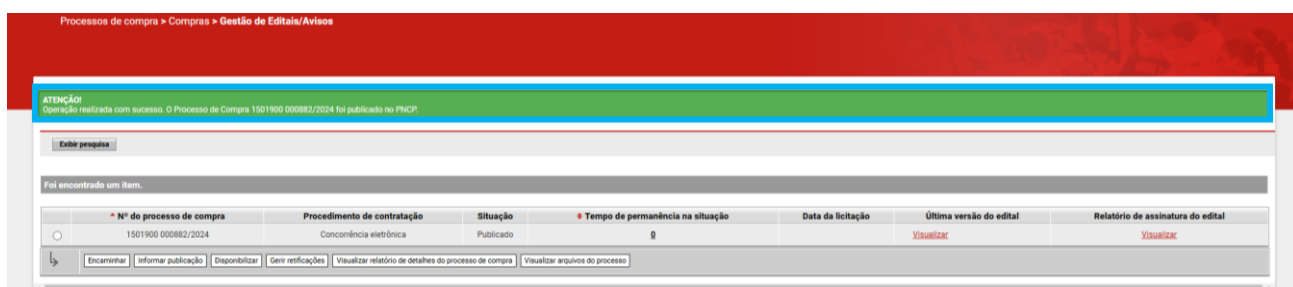 Processos de compra > Compras > Gestão de Editais/Avisos
ATENÇÃO!
Operação realizada com sucesso. O Processo de Compra 1501900 000882/2024 foi publicado no PNCP.
Exibir pesquisa
Foi encontrado um item.
Nº do processo de compra Procedimento de contratação Situação Tempo de permanência na situação Data da licitação Última versão do edital Relatório de assinatura do edital
1501900 000882/2024 Concorrência eletrônica Publicado 0 Visualizar Visualizar
Encaminhar Informar publicação Disponibilizar Gerir retificações Visualizar relatório de detalhes do processo de compra Visualizar arquivos do processo